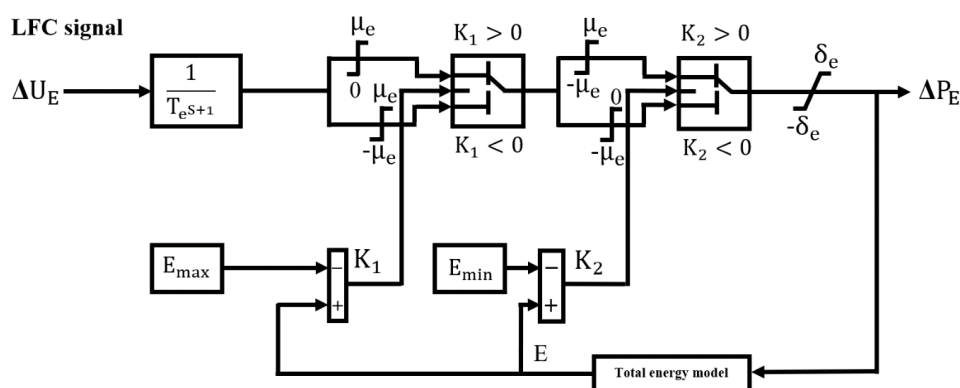 LFC signal
ΔU_E
1
T_eS+1
μ_e
0
μ_e
-μ_e
K_1 > 0
K_1 < 0
μ_e
-μ_e
0
-μ_e
K_2 > 0
K_2 < 0
δ_e
-δ_e
ΔP_E
E_max
−
+
K_1
E_min
−
+
K_2
E
Total energy model